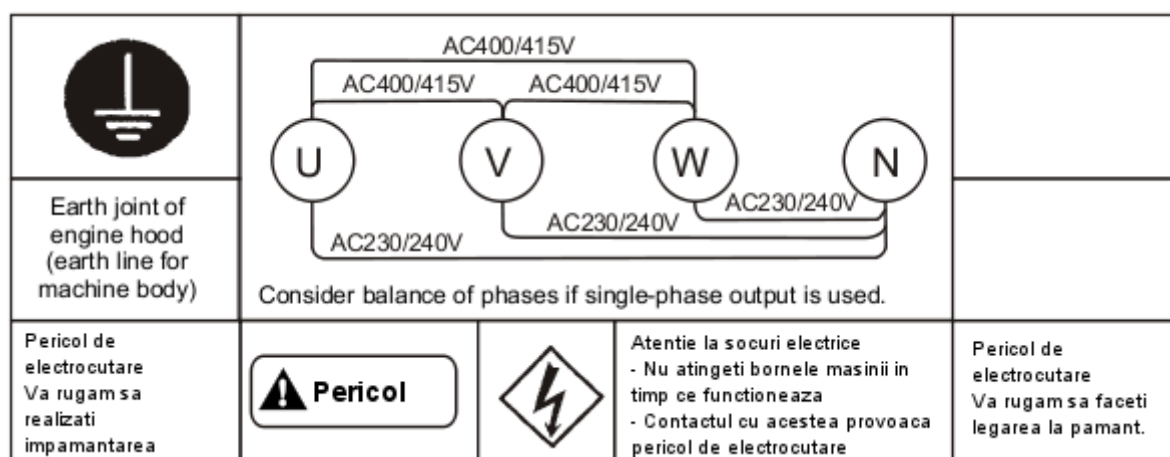 AC400/415V
AC400/415V
AC400/415V
U
V
W
N
AC230/240V
AC230/240V
AC230/240V
Consider balance of phases if single-phase output is used.
Earth joint of
engine hood
(earth line for
machine body)
Pericol de
electrocutare
Va rugam sa
realizati
impamantarea
Pericol
Atentie la socuri electrice
- Nu atingeti bornele masinii in
timp ce functioneaza
- Contactul cu acestea provoaca
pericol de electrocutare
Pericol de
electrocutare
Va rugam sa faceti
legarea la pamant.